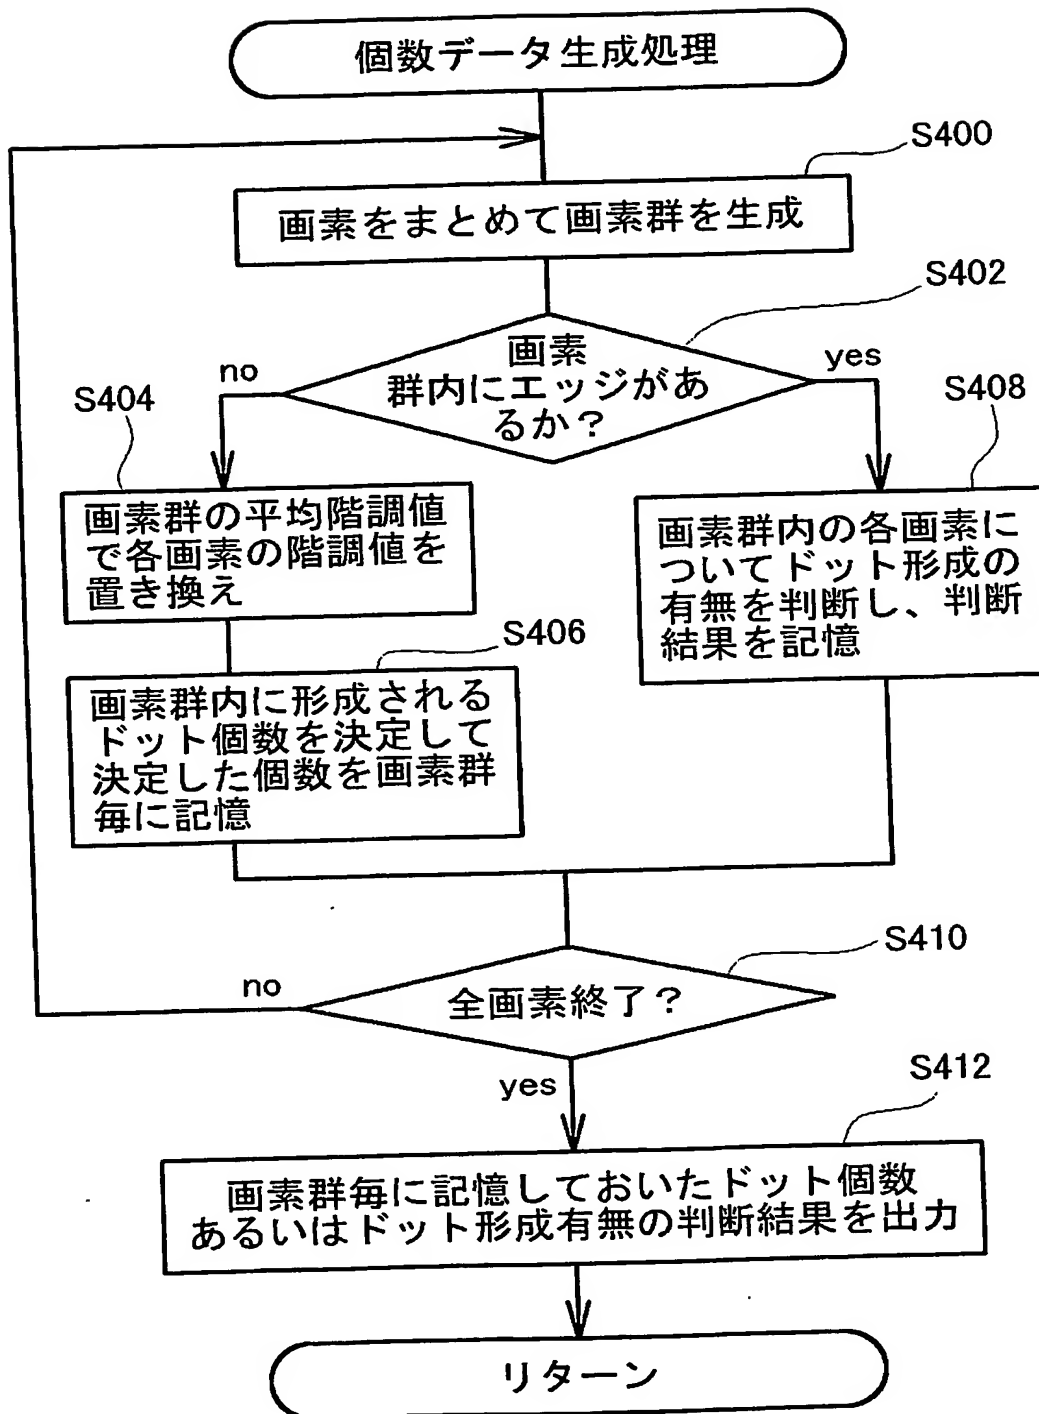 個数データ生成処理
S400
画素をまとめて画素群を生成
S402
画素
群内にエッジがあ
るか？
no
yes
S404
S408
画素群の平均階調値
で各画素の階調値を
置き換え
画素群内の各画素に
ついてドット形成の
有無を判断し、判断
結果を記憶
S406
画素群内に形成される
ドット個数を決定して
決定した個数を画素群
毎に記憶
S410
no
全画素終了？
yes
S412
画素群毎に記憶しておいたドット個数
あるいはドット形成有無の判断結果を出力
リターン